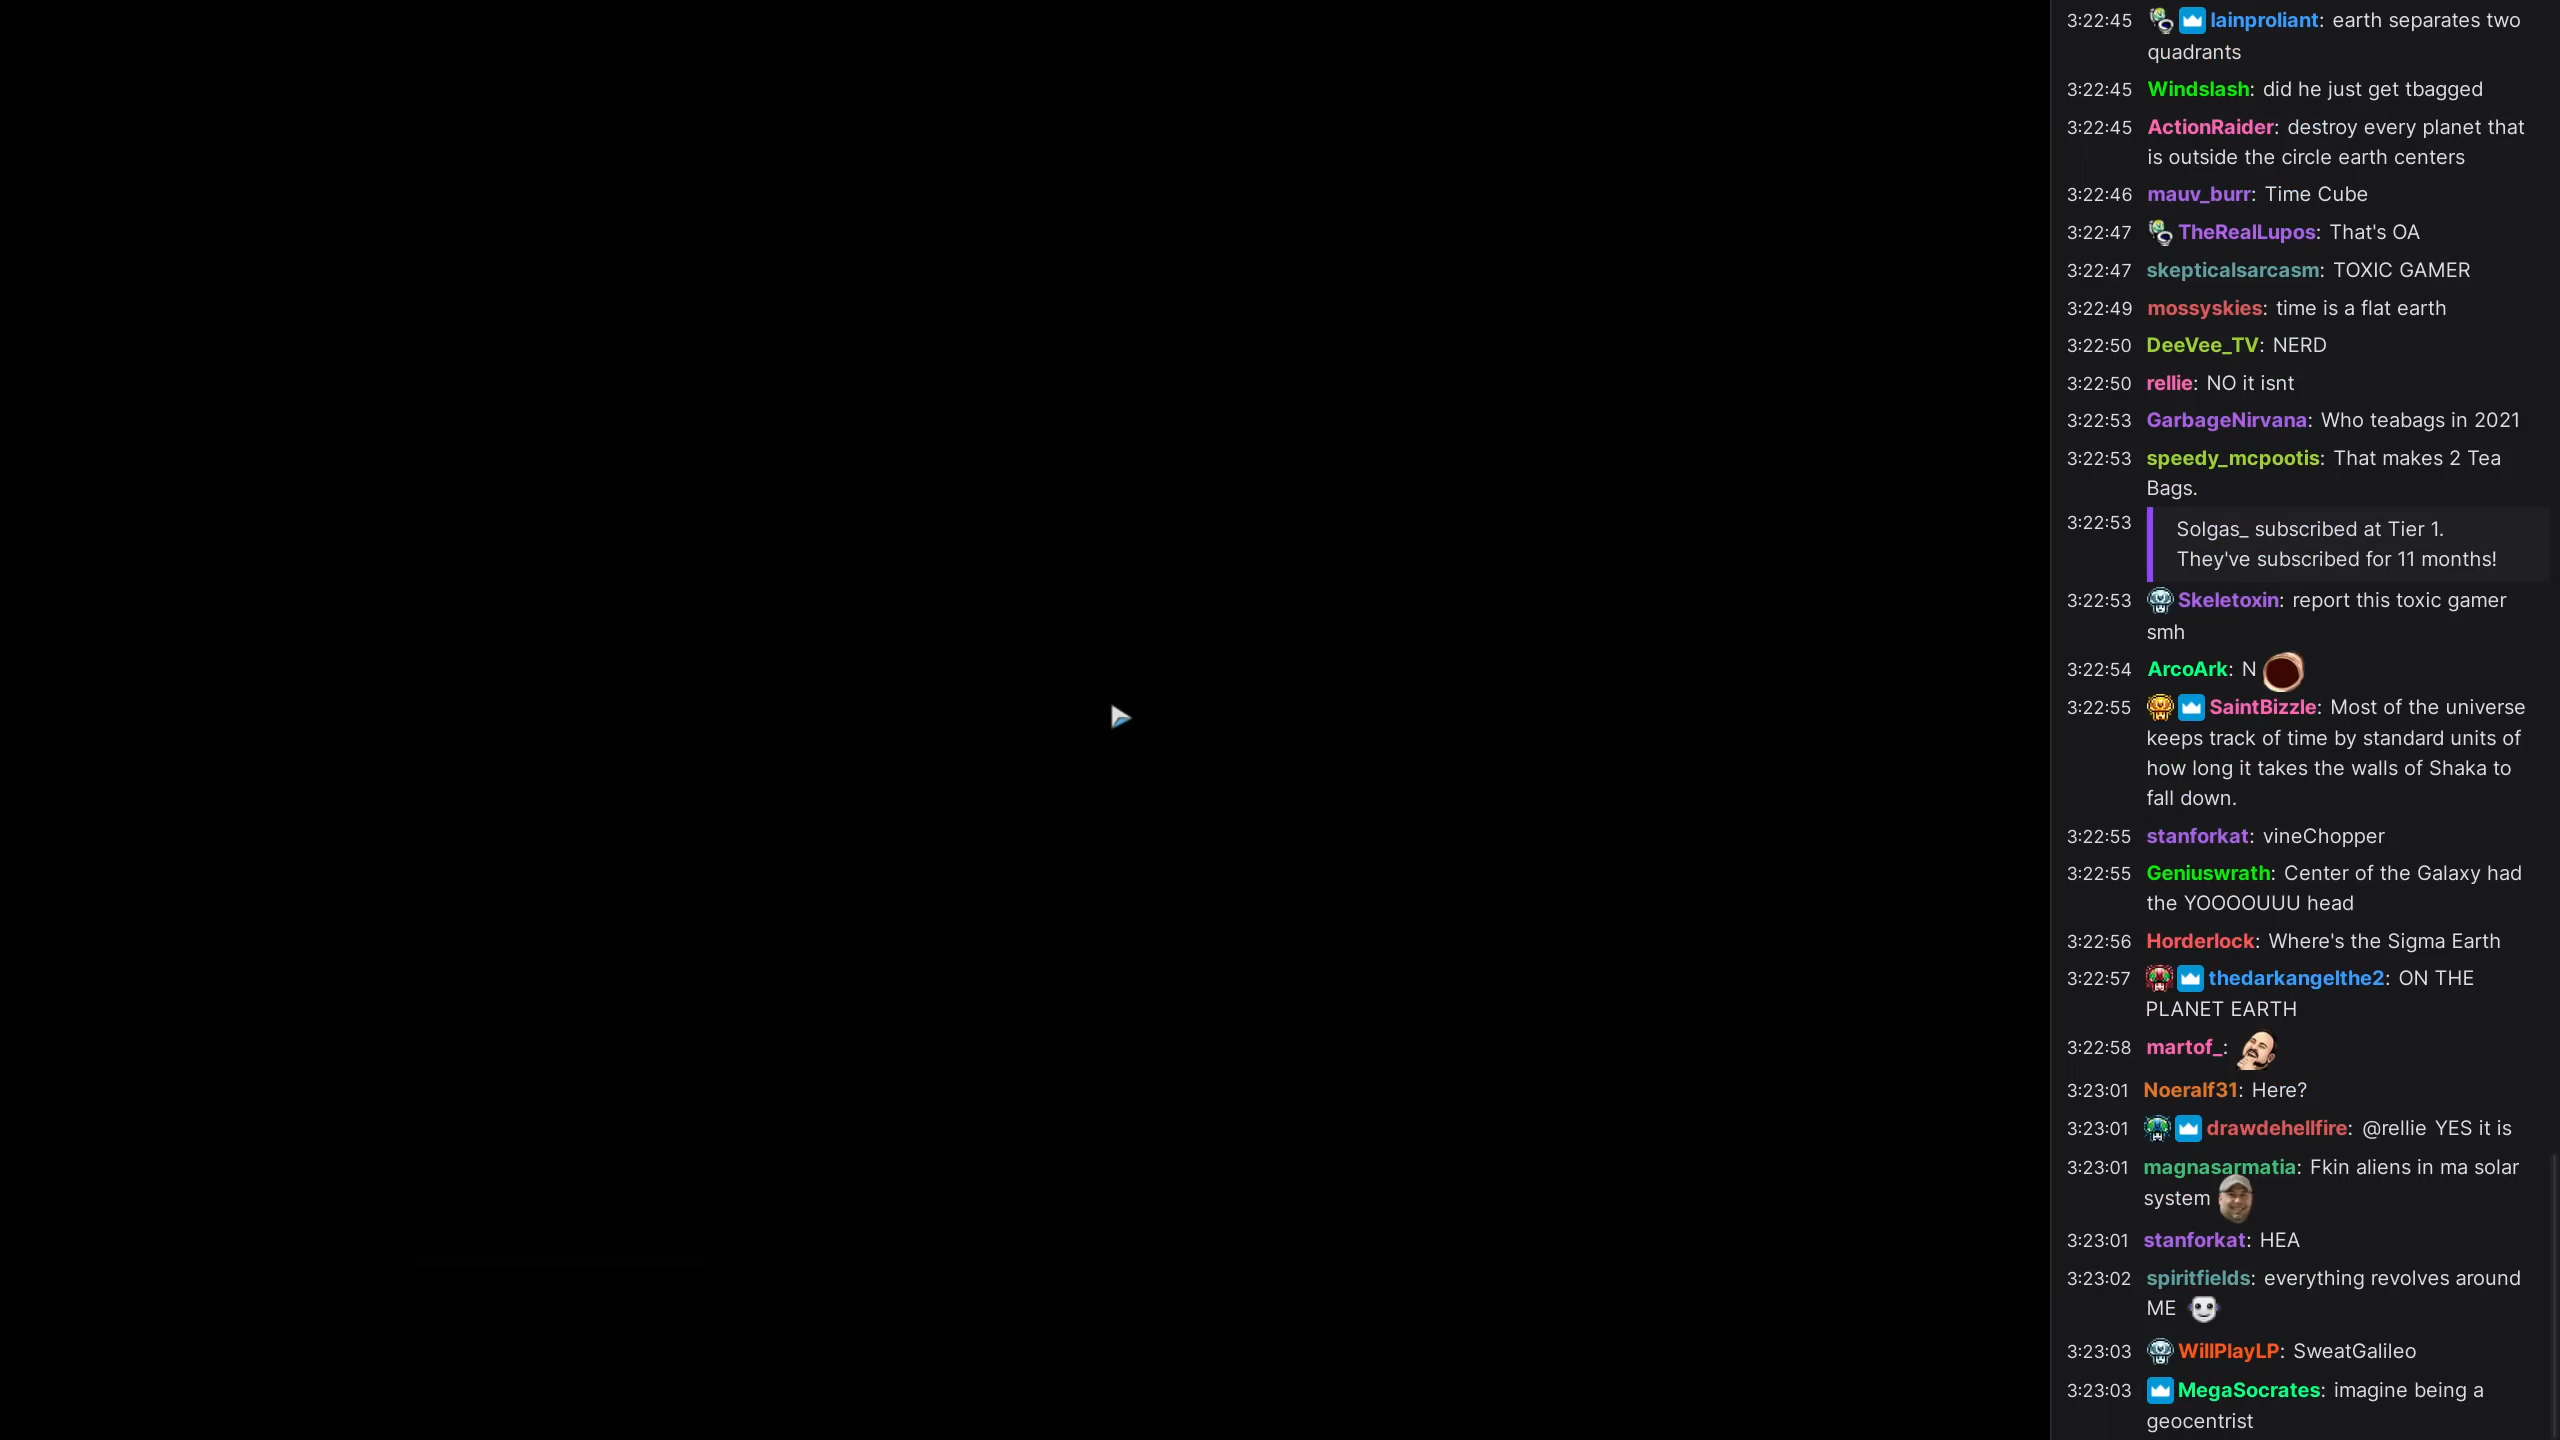 3:22:45 lainproliant: earth separates two
quadrants
3:22:45 Windslash: did he just get tbagged
3:22:45 ActionRaider: destroy every planet that
is outside the circle earth centers
3:22:46 mauv_burr: Time Cube
3:22:47 TheRealLupos: That's OA
3:22:47 skepticalsarcasm: TOXIC GAMER
3:22:49 mossyskies: time is a flat earth
3:22:50 DeeVee_TV: NERD
3:22:50 rellie: NO it isnt
3:22:53 GarbageNirvana: Who teabags in 2021
3:22:53 speedy_mcpootis: That makes 2 Tea
Bags.
3:22:53 Solgas_ subscribed at Tier 1.
They've subscribed for 11 months!
3:22:53 Skeletoxin: report this toxic gamer
smh
3:22:54 ArcoArk: N
3:22:55 SaintBizzle: Most of the universe
keeps track of time by standard units of
how long it takes the walls of Shaka to
fall down.
3:22:55 stanforkat: vineChopper
3:22:55 Geniuswrath: Center of the Galaxy had
the YOOOOUUU head
3:22:56 Horderlock: Where's the Sigma Earth
3:22:57 thedarkangelthe2: ON THE
PLANET EARTH
3:22:58 martof_:
3:23:01 Noeralf31: Here?
3:23:01 drawdehellfire: @rellie YES it is
3:23:01 magnasarmatia: Fkin aliens in ma solar
system
3:23:01 stanforkat: HEA
3:23:02 spiritfields: everything revolves around
ME
3:23:03 WillPlayLP: SweatGalileo
3:23:03 MegaSocrates: imagine being a
geocentrist